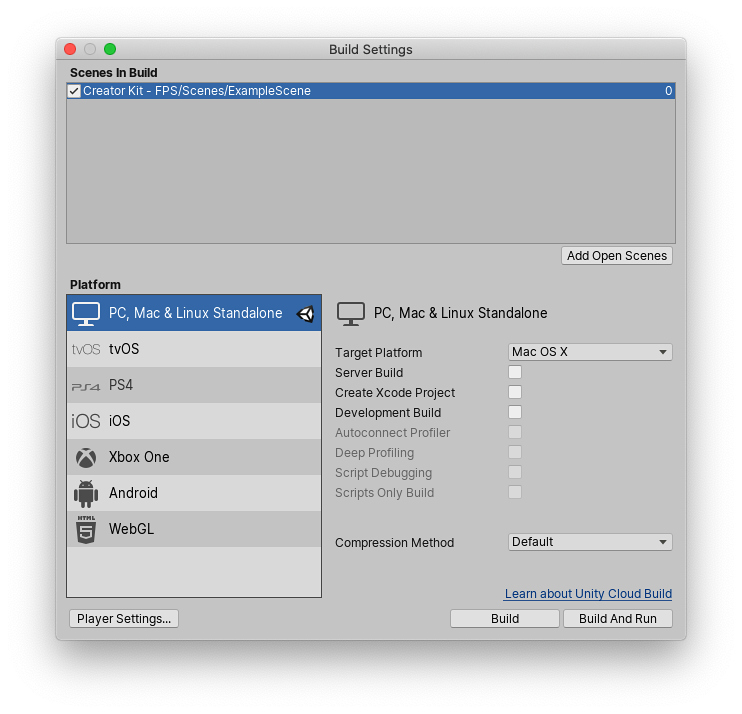 Build Settings
Scenes In Build
Creator Kit - FPS/Scenes/ExampleScene 0
Add Open Scenes
Platform
PC, Mac & Linux Standalone
tvOS tvOS
PS4 PS4
iOS iOS
Xbox One
Android
HTML 5 WebGL
PC, Mac & Linux Standalone
Target Platform Mac OS X
Server Build
Create Xcode Project
Development Build
Autoconnect Profiler
Deep Profiling
Script Debugging
Scripts Only Build
Compression Method Default
Learn about Unity Cloud Build
Player Settings... Build Build And Run